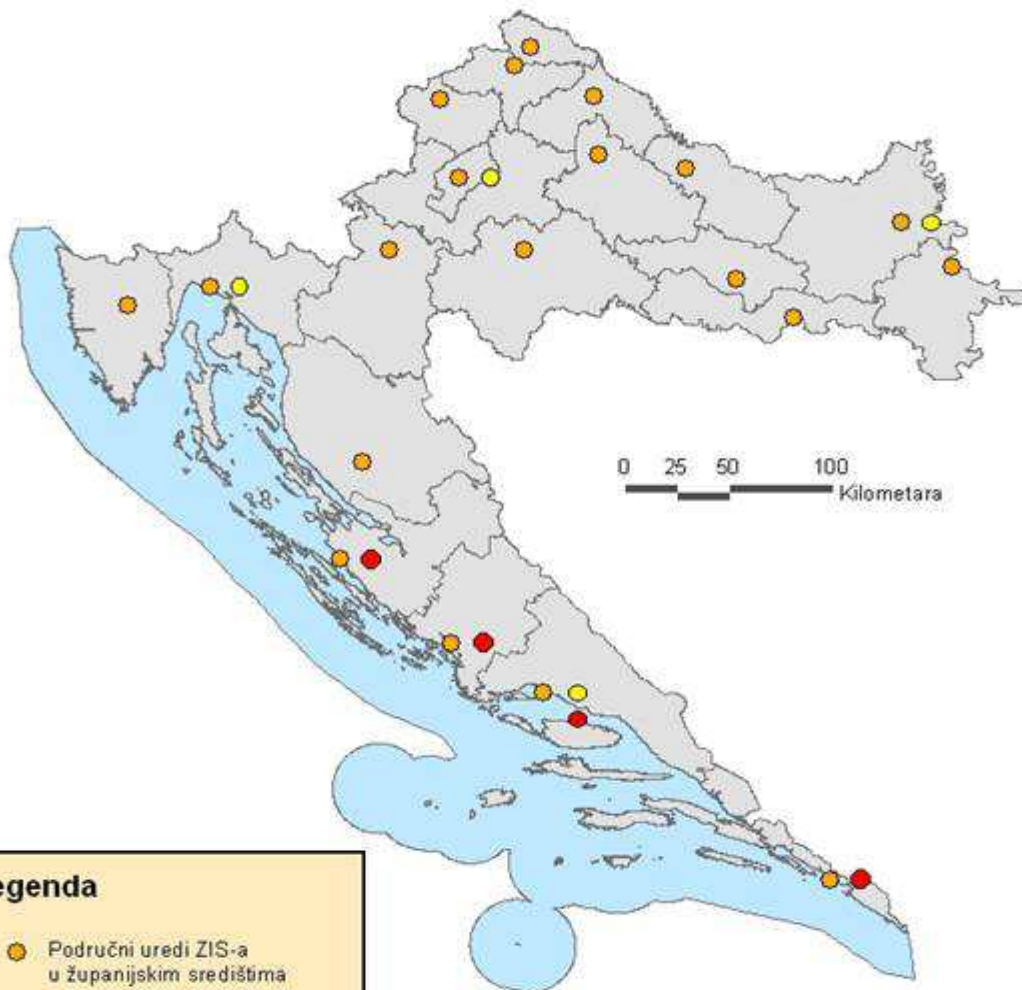 0 25 50 100
Kilometara
egenda
Područni uredi ZIS-a
u županijskim središtima